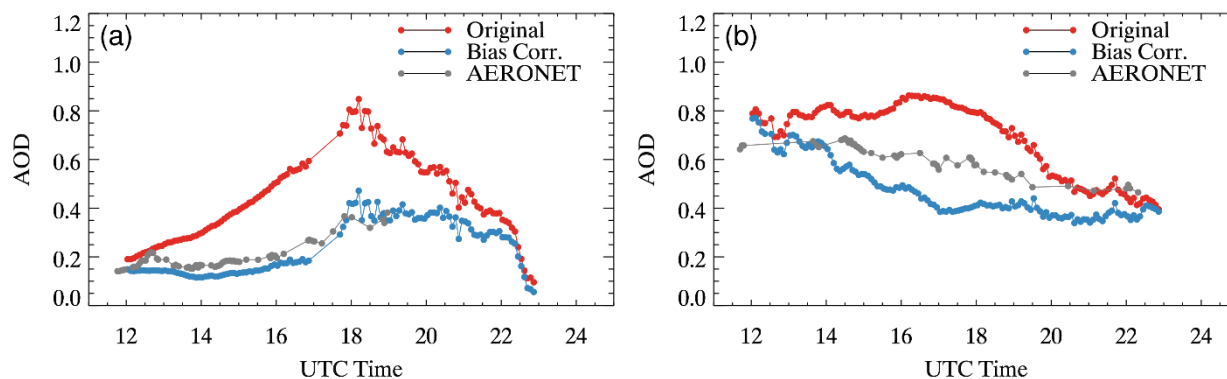 (a)
Original
Bias Corr.
AERONET
1.2
1.0
0.8
0.6
0.4
0.2
0.0
AOD
12 14 16 18 20 22 24
UTC Time
(b)
Original
Bias Corr.
AERONET
1.2
1.0
0.8
0.6
0.4
0.2
0.0
AOD
12 14 16 18 20 22 24
UTC Time